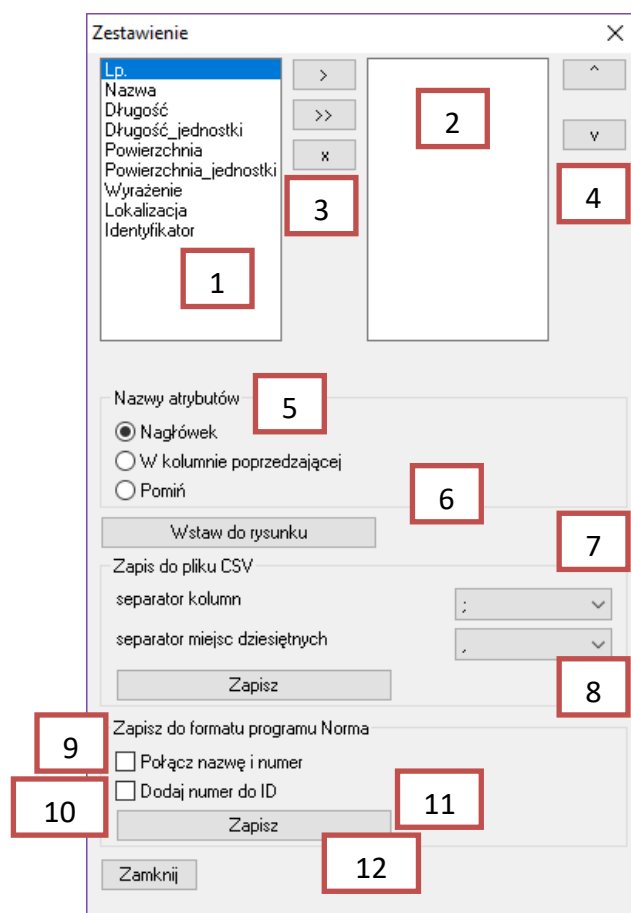 Zestawienie
Lp.
Nazwa
Długość
Długość_jednostki
Powierzchnia
Powierzchnia_jednostki
Wyrażenie
Lokalizacja
Identyfikator
1
>
>>
x
3
2
^
v
4
Nazwy atrybutów
5
Nagłówek
W kolumnie poprzedzającej
Pomiń
6
Wstaw do rysunku
7
Zapis do pliku CSV
separator kolumn ;
separator miejsc dziesiętnych ,
Zapisz
8
Zapisz do formatu programu Norma
9
Połącz nazwę i numer
10
Dodaj numer do ID
11
Zapisz
12
Zamknij